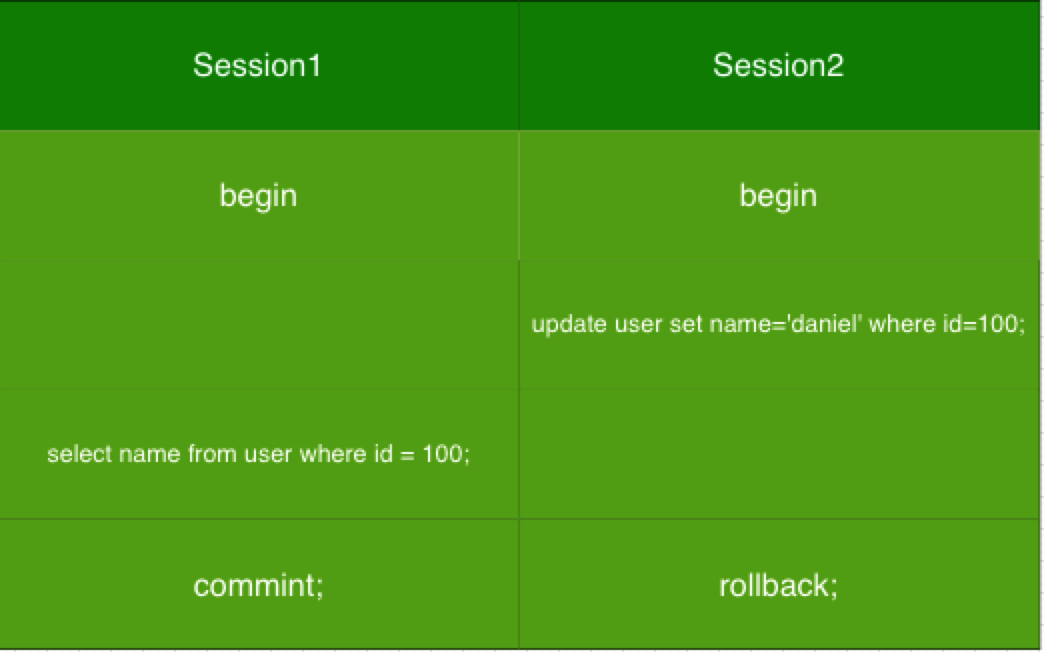 Session1 Session2
begin begin
update user set name='daniel' where id=100;
select name from user where id = 100;
commint; rollback;